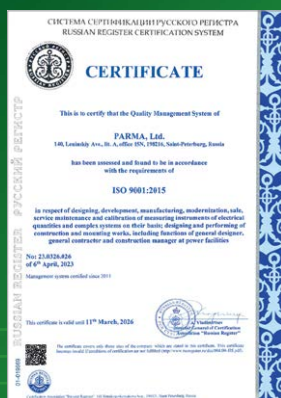 СИСТЕМА СЕРТИФИКАЦИИ РУССКОГО РЕГИСТРА
RUSSIAN REGISTER CERTIFICATION SYSTEM
CERTIFICATE
This is to certify that the Quality Management System of
PARMA, Ltd.
140, Leninskiy Ave., lit. A, office 15N, 198216, Saint-Petersburg, Russia
has been assessed and found to be in accordance
with the requirements of
ISO 9001:2015
in respect of designing, development, manufacturing, modernization, sale,
service maintenance and calibration of measuring instruments of electrical
quantities and complex systems on their basis; designing and performing of
construction and mounting works, including functions of general designer,
general contractor and construction manager at power facilities
No: 23.0326.026
of 6th April, 2023
Management system certified since 2011
This certificate is valid until 11th March, 2026
RUSSIAN REGISTER РУССКИЙ РЕГИСТР